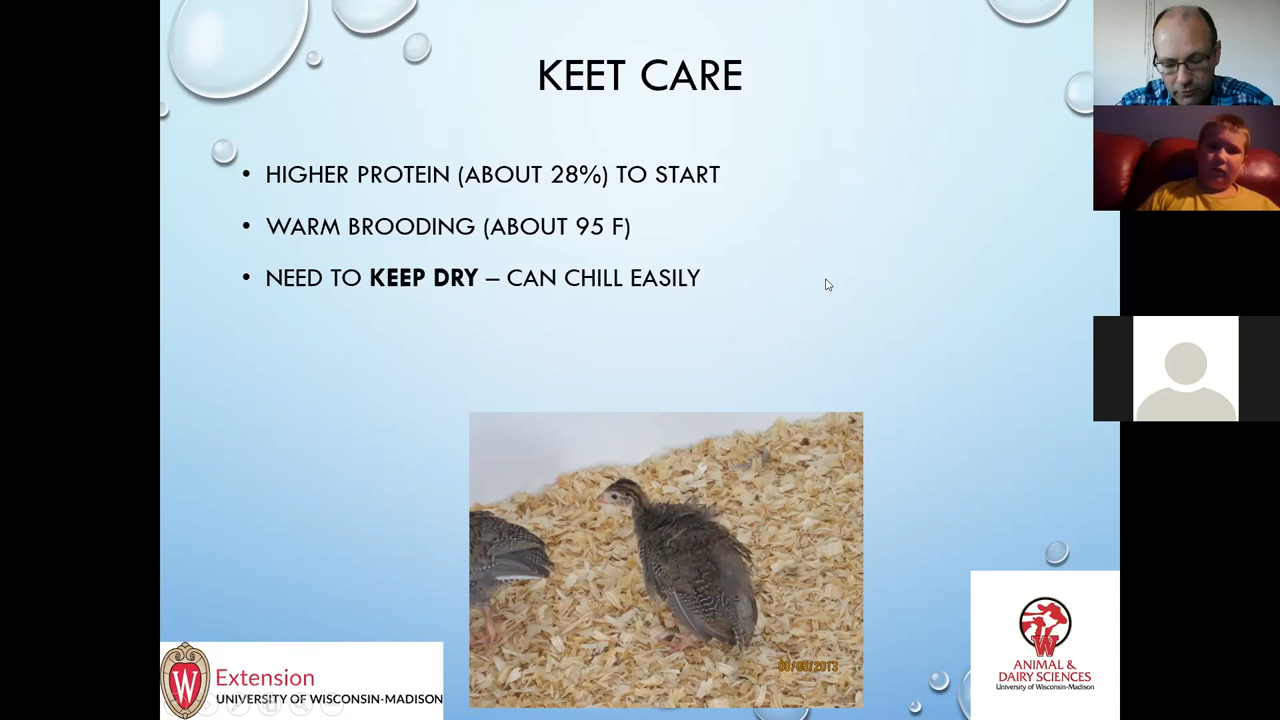 KEET CARE
• HIGHER PROTEIN (ABOUT 28%) TO START
• WARM BROODING (ABOUT 95 F)
• NEED TO KEEP DRY – CAN CHILL EASILY
08/05/2013
W
Extension
UNIVERSITY OF WISCONSIN-MADISON
W
ANIMAL &
DAIRY SCIENCES
University of Wisconsin-Madison